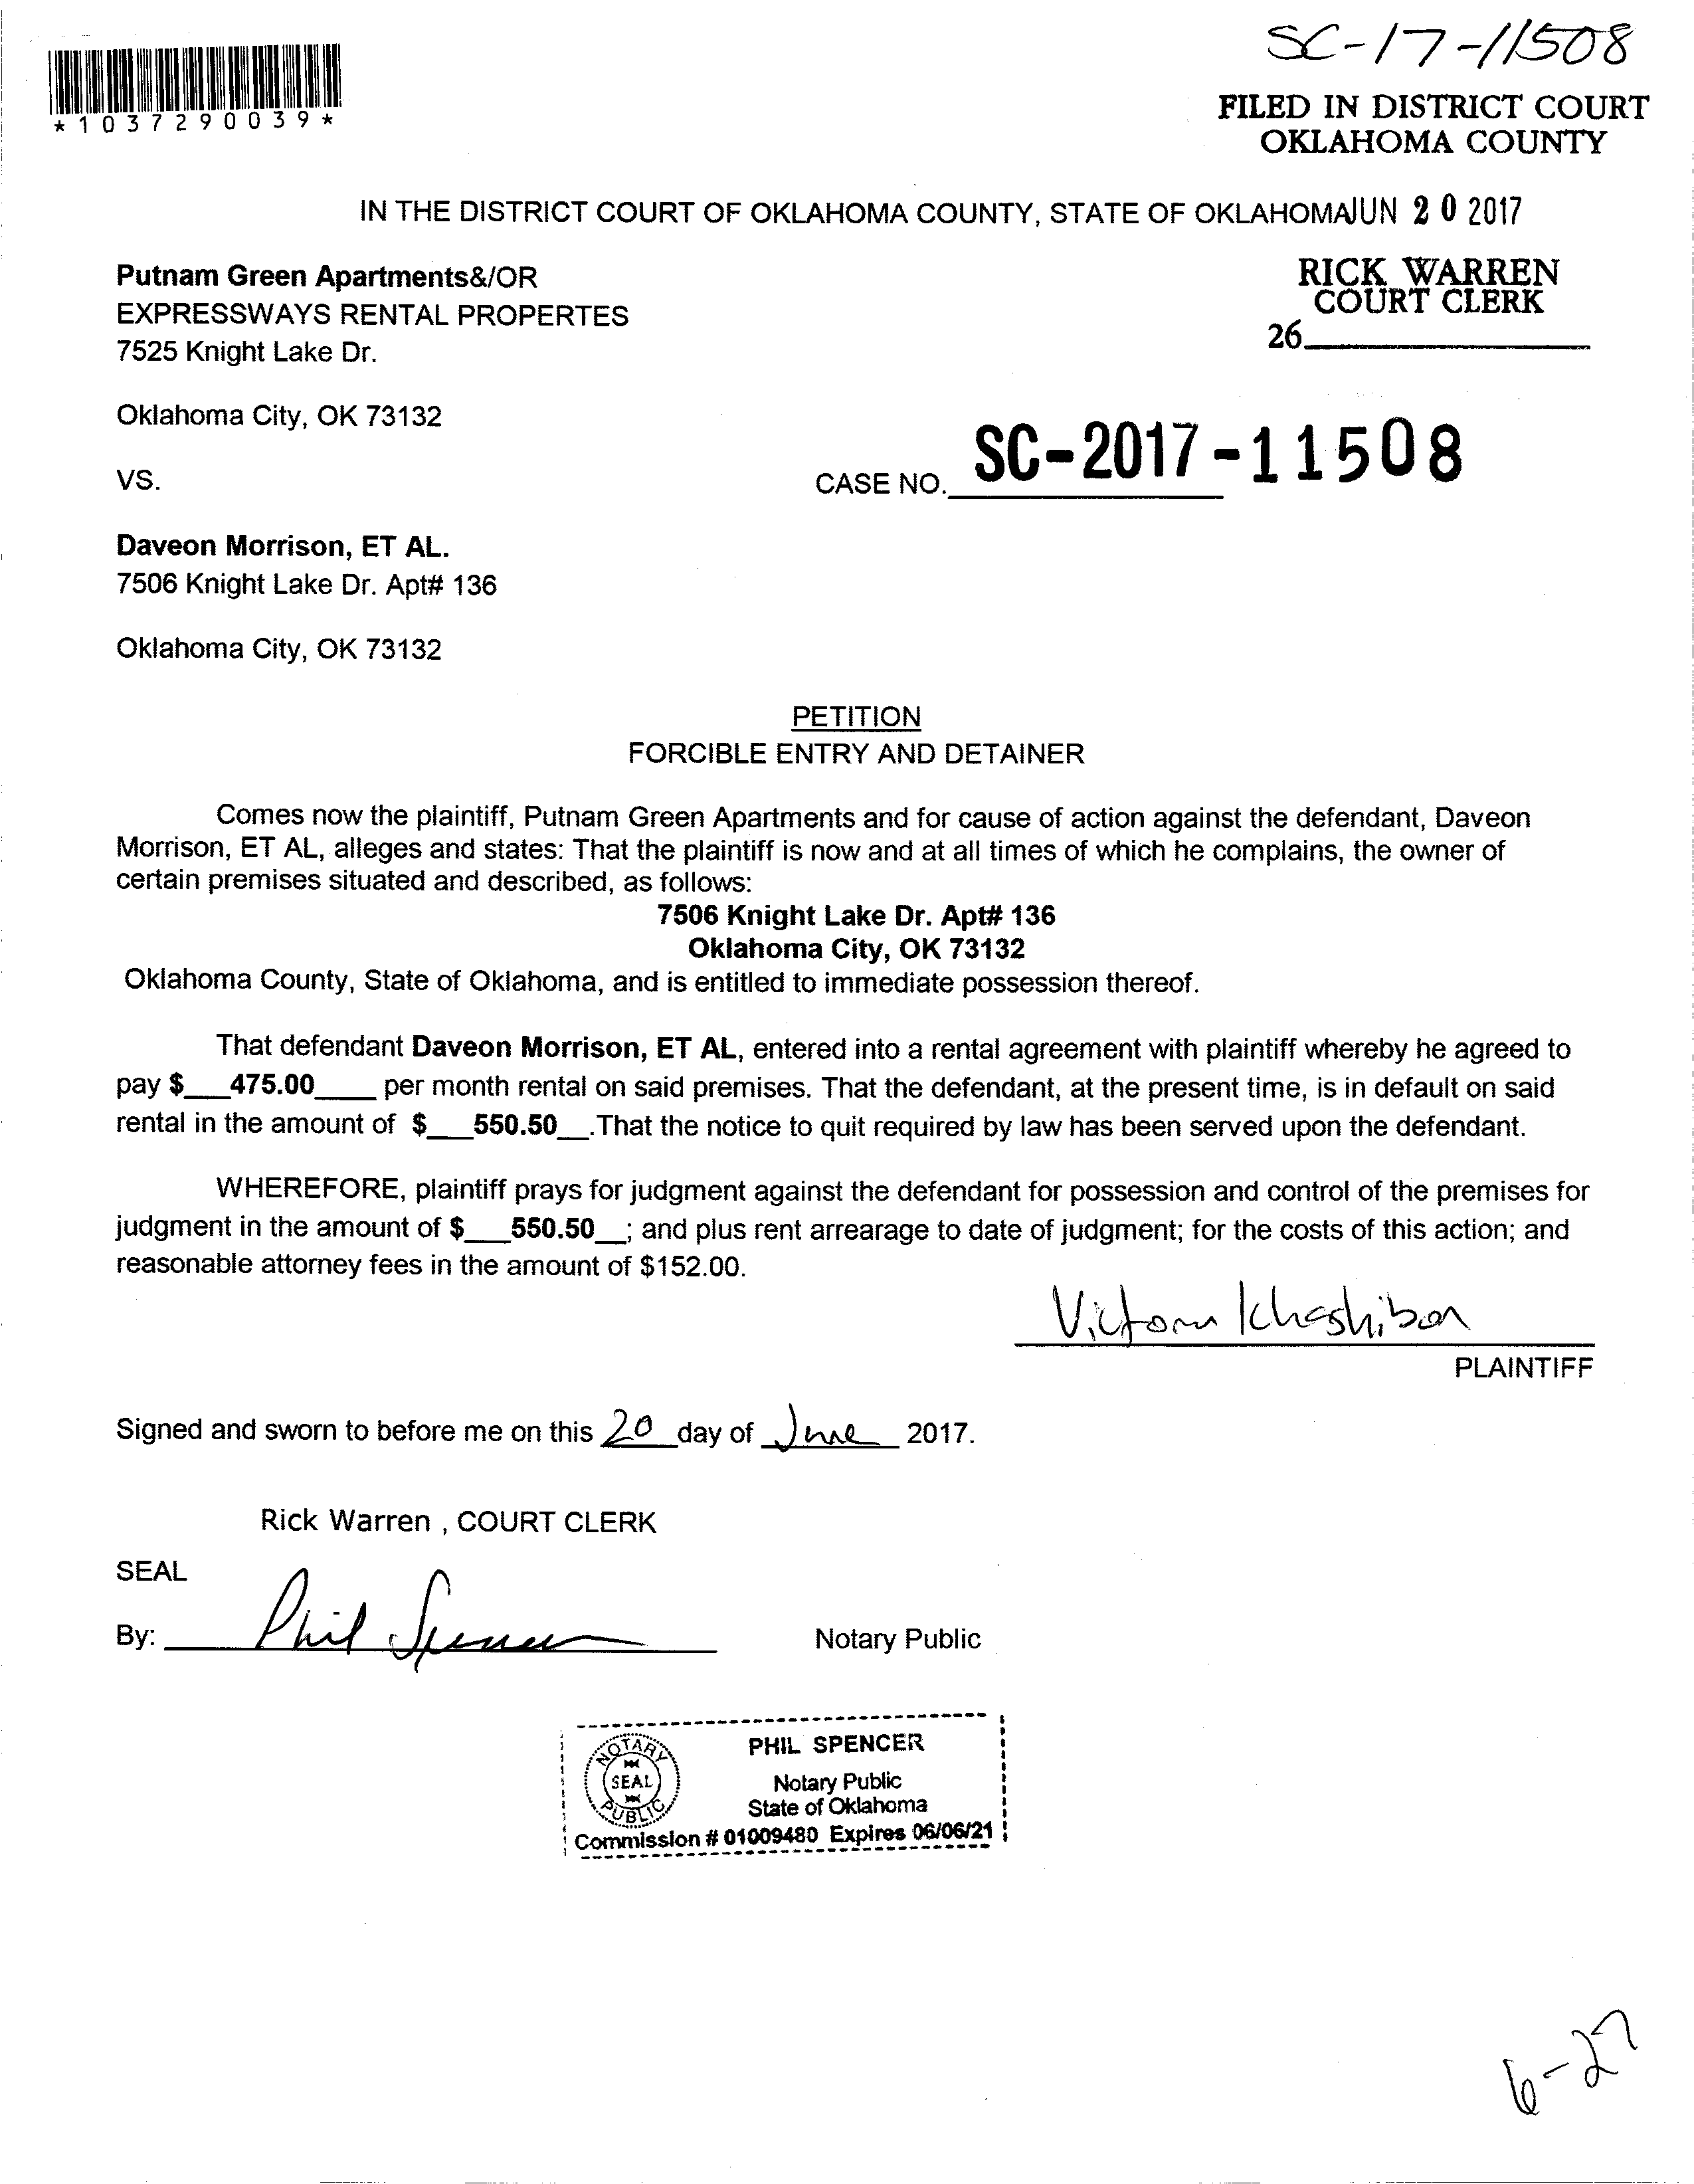 SC-17-11508
*1037290039*
FILED IN DISTRICT COURT
OKLAHOMA COUNTY
IN THE DISTRICT COURT OF OKLAHOMA COUNTY, STATE OF OKLAHOMA JUN 20 2017
Putnam Green Apartments&/OR
EXPRESSWAYS RENTAL PROPERTES
7525 Knight Lake Dr.
RICK WARREN
COURT CLERK
26
Oklahoma City, OK 73132
VS.
CASE NO. SC-2017-11508
Daveon Morrison, ET AL.
7506 Knight Lake Dr. Apt# 136
Oklahoma City, OK 73132
PETITION
FORCIBLE ENTRY AND DETAINER
Comes now the plaintiff, Putnam Green Apartments and for cause of action against the defendant, Daveon
Morrison, ET AL, alleges and states: That the plaintiff is now and at all times of which he complains, the owner of
certain premises situated and described, as follows:
7506 Knight Lake Dr. Apt# 136
Oklahoma City, OK 73132
Oklahoma County, State of Oklahoma, and is entitled to immediate possession thereof.
That defendant Daveon Morrison, ET AL, entered into a rental agreement with plaintiff whereby he agreed to
pay $___475.00____ per month rental on said premises. That the defendant, at the present time, is in default on said
rental in the amount of $___550.50__.That the notice to quit required by law has been served upon the defendant.
WHEREFORE, plaintiff prays for judgment against the defendant for possession and control of the premises for
judgment in the amount of $___550.50__; and plus rent arrearage to date of judgment; for the costs of this action; and
reasonable attorney fees in the amount of $152.00.
PLAINTIFF
Signed and sworn to before me on this 20 day of June 2017.
Rick Warren , COURT CLERK
SEAL
By: Phil Spencer Notary Public
NOTARY
SEAL
PUBLIC
PHIL SPENCER
Notary Public
State of Oklahoma
Commission # 01009480 Expires 06/06/21
6-27